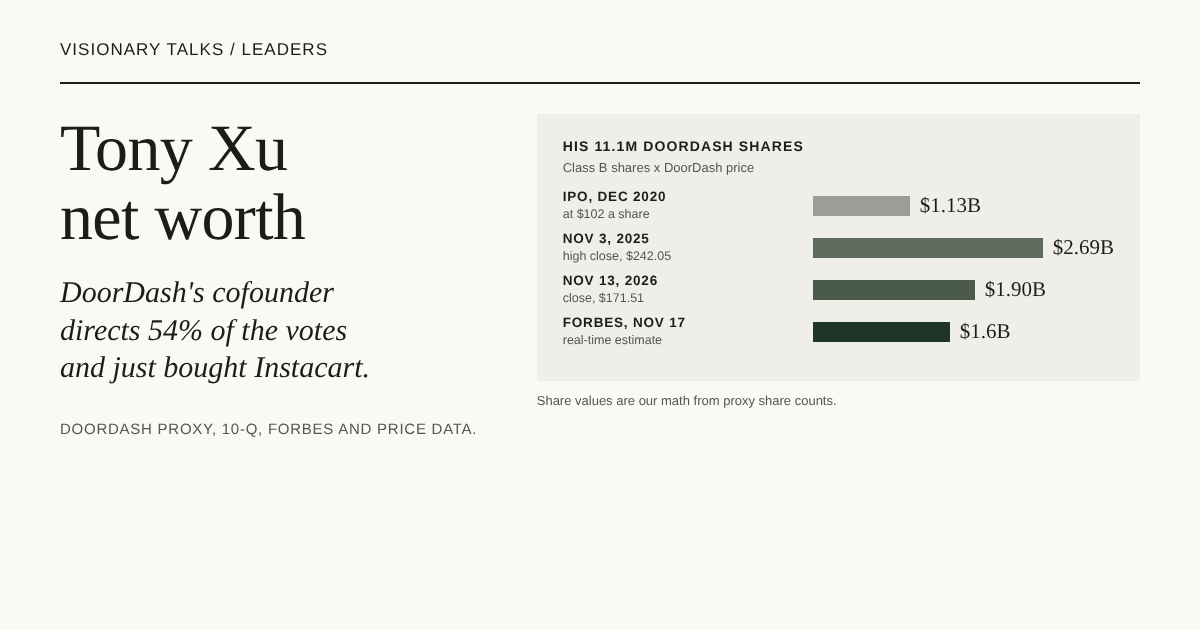 VISIONARY TALKS / LEADERS
Tony Xu
net worth
DoorDash's cofounder
directs 54% of the votes
and just bought Instacart.
DOORDASH PROXY, 10-Q, FORBES AND PRICE DATA.
HIS 11.1M DOORDASH SHARES
Class B shares x DoorDash price
IPO, DEC 2020
at $102 a share
$1.13B
NOV 3, 2025
high close, $242.05
$2.69B
NOV 13, 2026
close, $171.51
$1.90B
FORBES, NOV 17
real-time estimate
$1.6B
Share values are our math from proxy share counts.